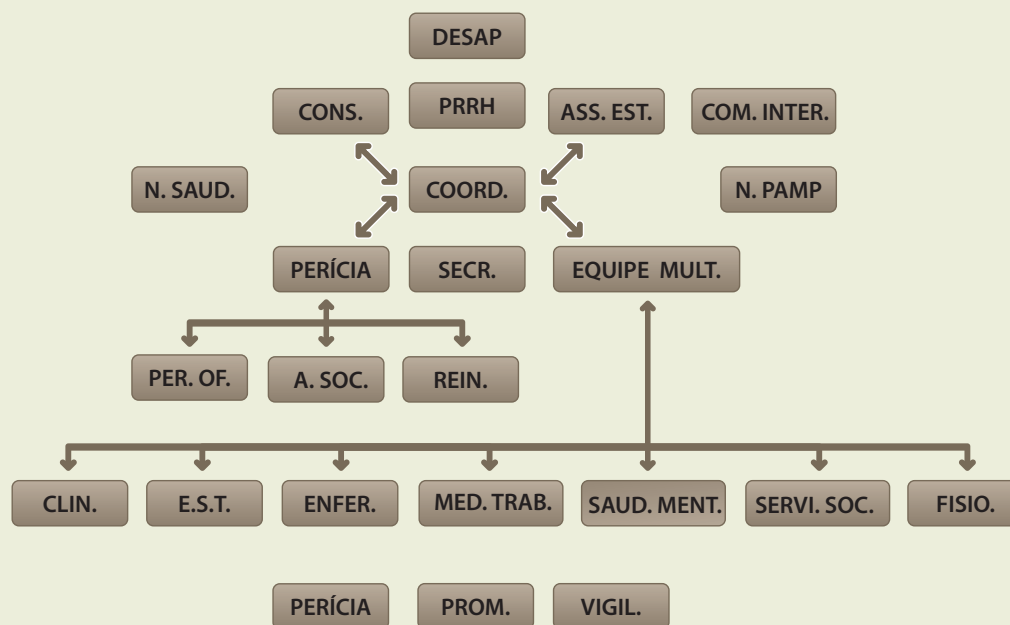 DESAP
CONS.
PRRH
ASS. EST.
COM. INTER.
N. SAUD.
COORD.
N. PAMP
PERÍCIA
SECR.
EQUIPE MULT.
PER. OF.
A. SOC.
REIN.
CLIN.
E.S.T.
ENFER.
MED. TRAB.
SAUD. MENT.
SERVI. SOC.
FISIO.
PERÍCIA
PROM.
VIGIL.